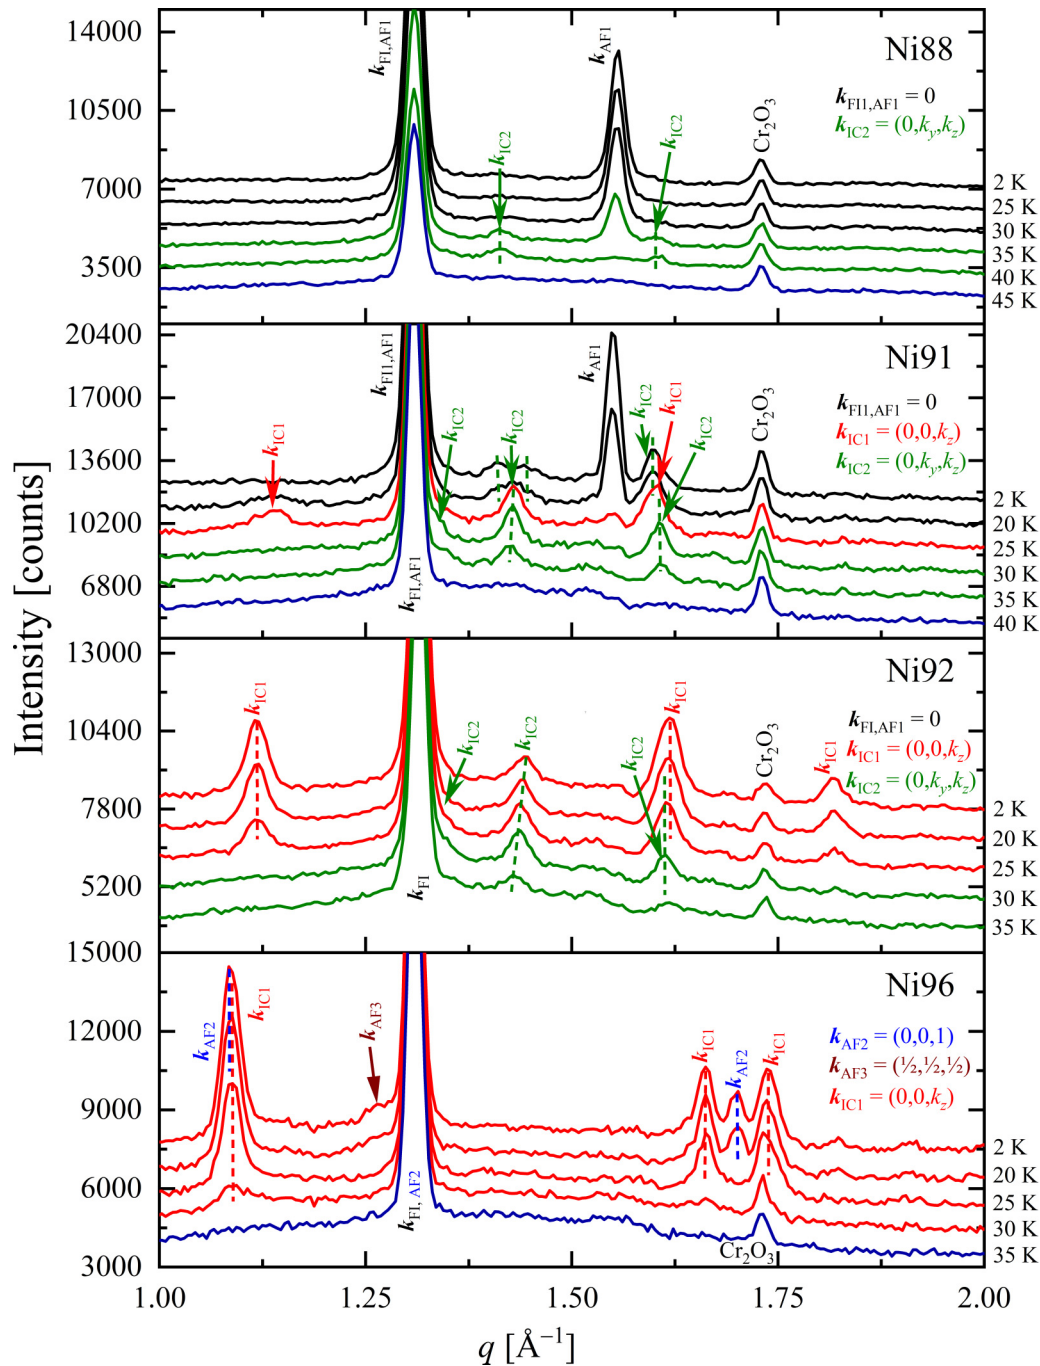 Intensity [counts]
14000
10500
7000
3500
k_FI,AF1
k_IC2
k_AF1
k_IC2
Cr₂O₃
Ni88
k_FI1,AF1 = 0
k_IC2 = (0,k_y,k_z)
2 K
25 K
30 K
35 K
40 K
45 K
20400
17000
13600
10200
6800
k_IC1
k_FI1,AF1
k_FI,AF1
k_IC2
k_IC2
k_AF1
k_IC2
k_IC1
k_IC2
Cr₂O₃
Ni91
k_FI1,AF1 = 0
k_IC1 = (0,0,k_z)
k_IC2 = (0,k_y,k_z)
2 K
20 K
25 K
30 K
35 K
40 K
13000
10400
7800
5200
k_IC1
k_FI
k_IC2
k_IC2
k_IC2
k_IC1
Cr₂O₃
k_IC1
Ni92
k_FI,AF1 = 0
k_IC1 = (0,0,k_z)
k_IC2 = (0,k_y,k_z)
2 K
20 K
25 K
30 K
35 K
15000
12000
9000
6000
3000
k_AF2
k_IC1
k_AF3
k_FI, AF2
k_IC1
k_AF2
k_IC1
Cr₂O₃
Ni96
k_AF2 = (0,0,1)
k_AF3 = (½,½,½)
k_IC1 = (0,0,k_z)
2 K
20 K
25 K
30 K
35 K
1.00
1.25
1.50
1.75
2.00
q [Å⁻¹]